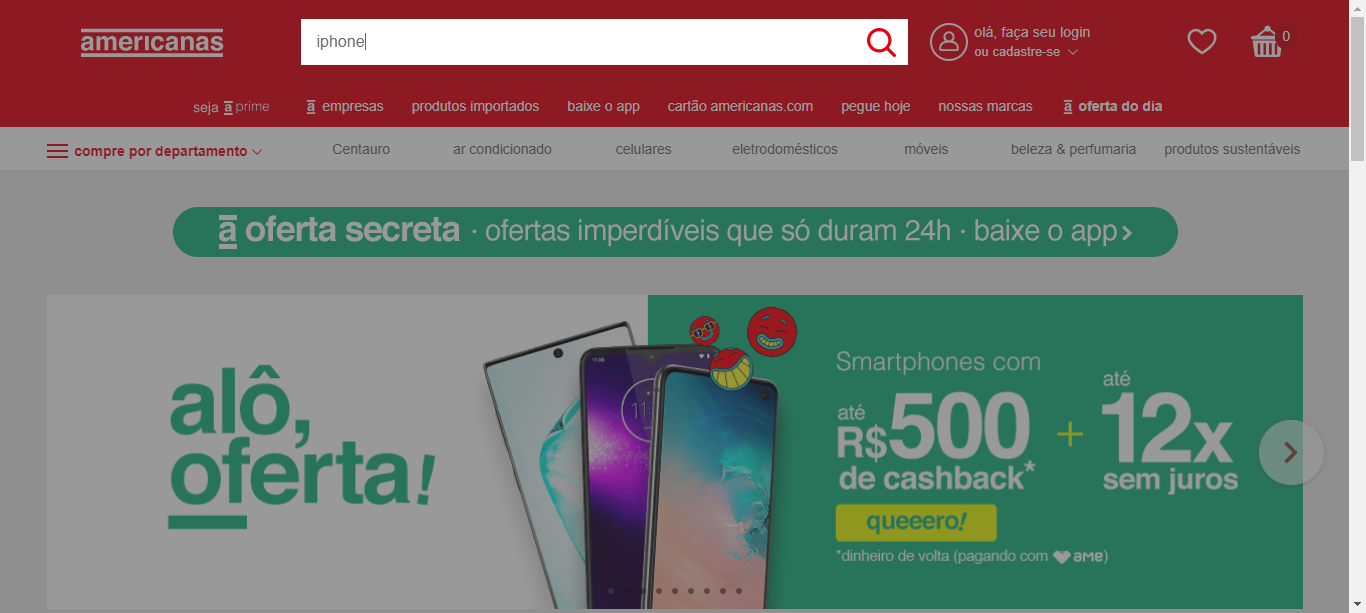 americanas
iphone
olá, faça seu login
ou cadastre-se
0
seja a prime
a empresas
produtos importados
baixe o app
cartão americanas.com
pegue hoje
nossas marcas
a oferta do dia
compre por departamento
Centauro
ar condicionado
celulares
eletrodomésticos
móveis
beleza & perfumaria
produtos sustentáveis
a oferta secreta · ofertas imperdíveis que só duram 24h · baixe o app
alô,
oferta!
Smartphones com
até
R$500
de cashback*
+
até
12x
sem juros
queeero!
*dinheiro de volta (pagando com ame)